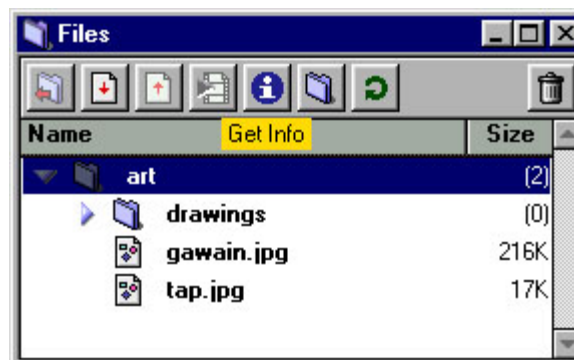 Files
Name Get Info Size
art (2)
drawings (0)
gawain.jpg 216K
tap.jpg 17K